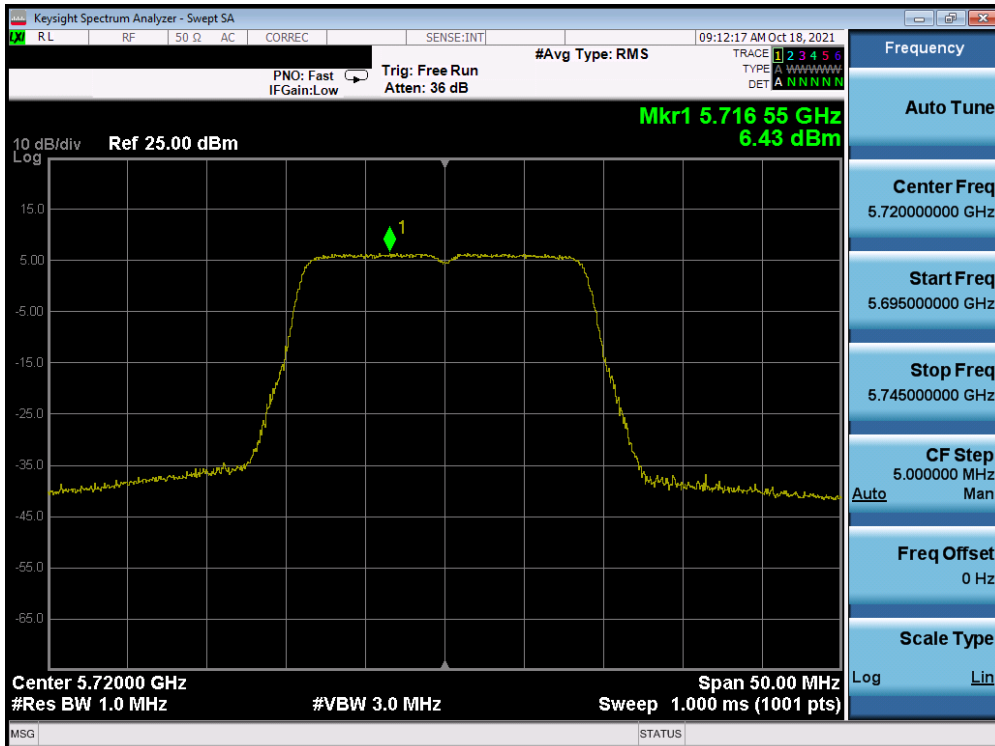 Keysight Spectrum Analyzer - Swept SA
LXI RL RF 50 Ω AC CORREC SENSE:INT 09:12:17 AM Oct 18, 2021
#Avg Type: RMS
TRACE 1 2 3 4 5 6
TYPE A WWWWW
DET A N N N N N
PNO: Fast
IFGain:Low
Trig: Free Run
Atten: 36 dB
Mkr1 5.716 55 GHz
6.43 dBm
10 dB/div Ref 25.00 dBm
Log
15.0
5.00
-5.00
-15.0
-25.0
-35.0
-45.0
-55.0
-65.0
1
Center 5.72000 GHz Span 50.00 MHz
#Res BW 1.0 MHz #VBW 3.0 MHz Sweep 1.000 ms (1001 pts)
MSG STATUS
Frequency
Auto Tune
Center Freq
5.720000000 GHz
Start Freq
5.695000000 GHz
Stop Freq
5.745000000 GHz
CF Step
5.000000 MHz
Auto Man
Freq Offset
0 Hz
Scale Type
Log Lin